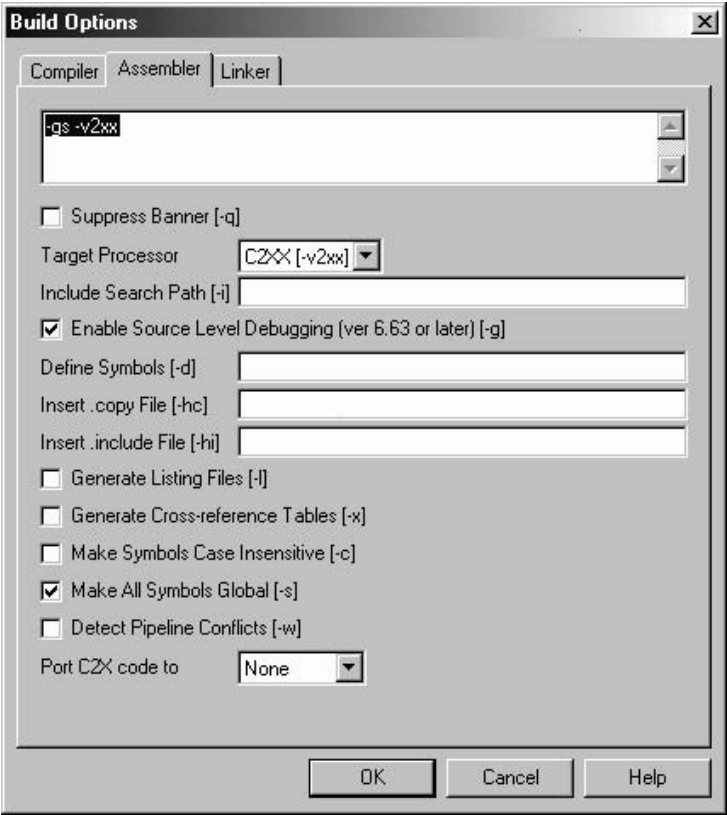 Build Options
Compiler Assembler Linker
-gs -v2xx
Suppress Banner [-q]
Target Processor C2XX [-v2xx]
Include Search Path [-i]
Enable Source Level Debugging (ver 6.63 or later) [-g]
Define Symbols [-d]
Insert .copy File [-hc]
Insert .include File [-hi]
Generate Listing Files [-l]
Generate Cross-reference Tables [-x]
Make Symbols Case Insensitive [-c]
Make All Symbols Global [-s]
Detect Pipeline Conflicts [-w]
Port C2X code to None
OK Cancel Help